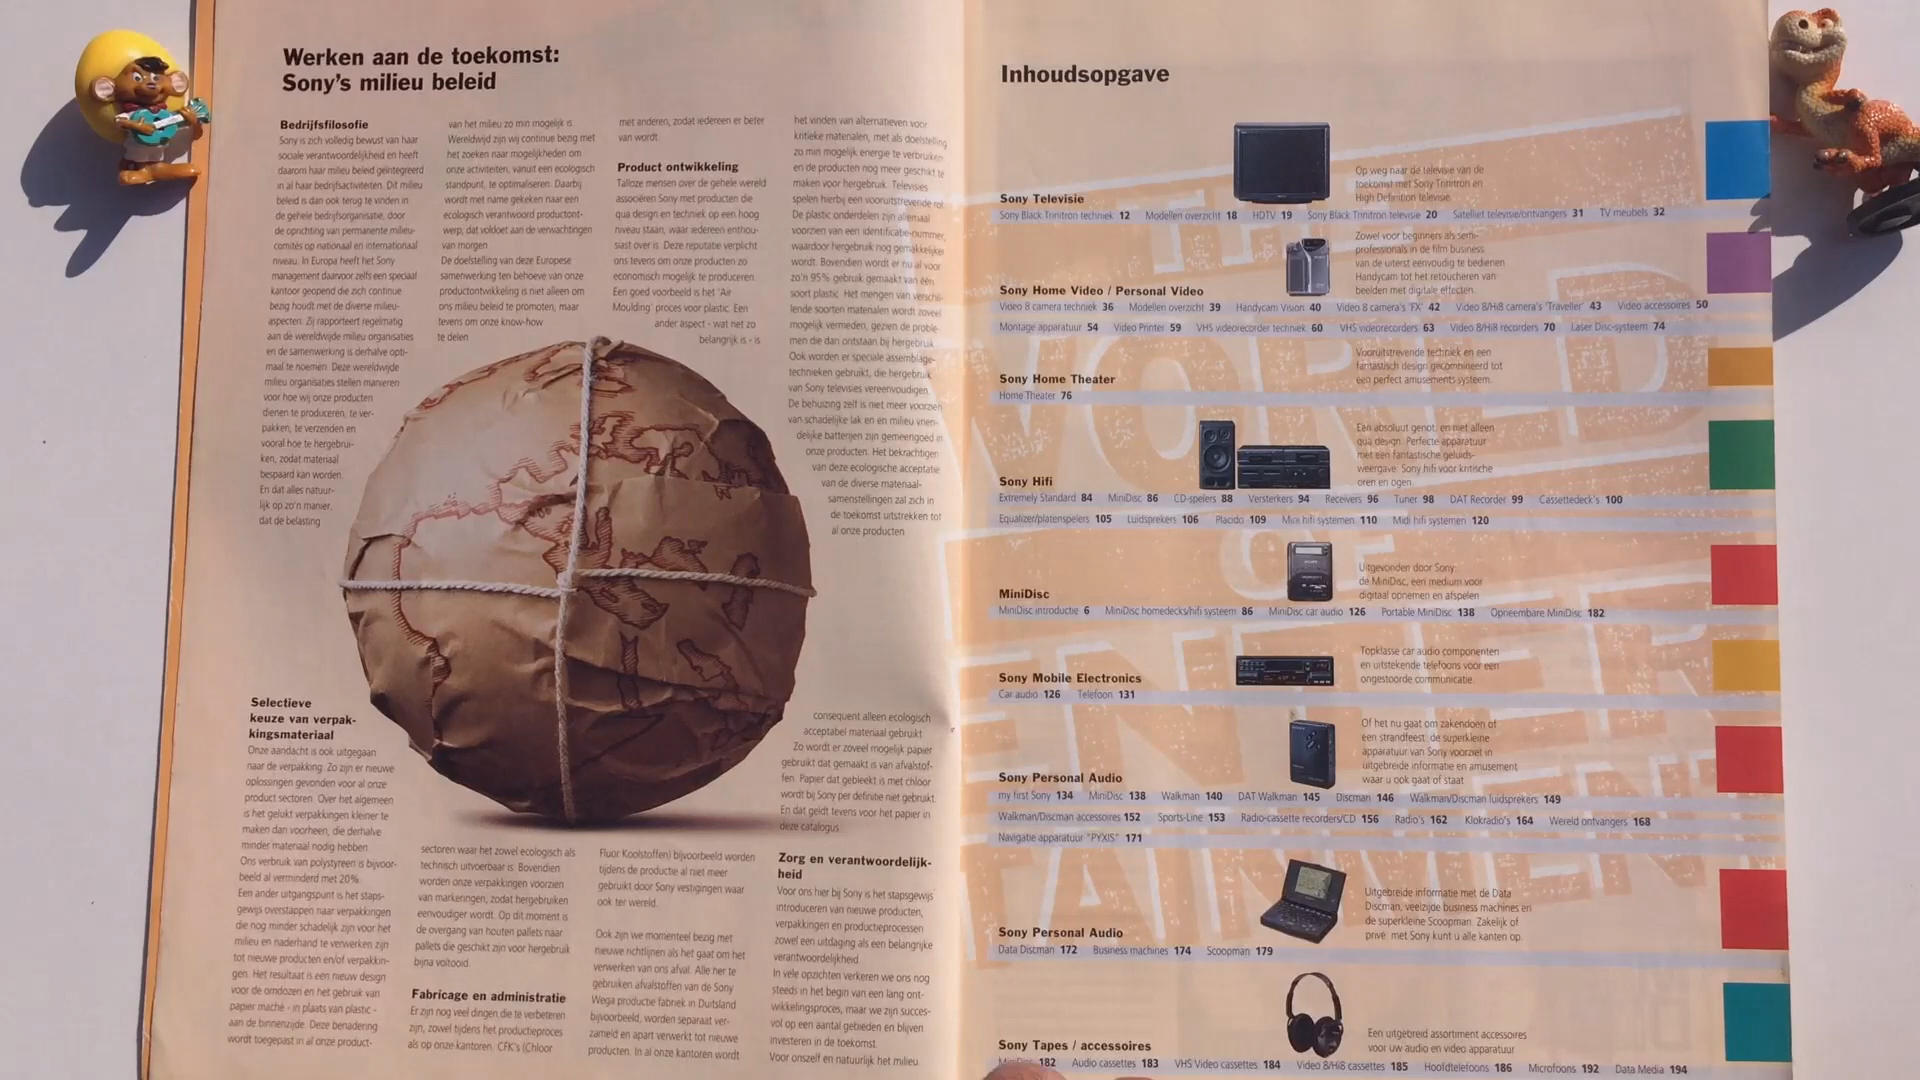 Werken aan de toekomst:
Sony's milieu beleid
Bedrijfsfilosofie
Sony is zich volledig bewust van haar
sociale verantwoordelijkheid en heeft
daarom haar milieu beleid geïntegreerd
in al haar bedrijfsactiviteiten. Dit milieu
beleid is dan ook terug te vinden in
de gehele bedrijfsorganisatie, door
de oprichting van permanente milieu-
comités op nationaal en internationaal
niveau. In Europa heeft het Sony
management daarvoor zelfs een speciaal
kantoor geopend die zich continue
bezig houdt met de diverse milieu-
aspecten. Zij rapporteert regelmatig
aan de wereldwijde milieu organisaties
en de samenwerking is derhalve opti-
maal te noemen. Deze wereldwijde
milieu organisaties stellen manieren
voor hoe wij onze producten
dienen te produceren, te ver-
pakken, te verzenden en
vooral hoe te hergebrui-
ken, zodat materiaal
bespaard kan worden.
En dat alles natuur-
lijk op zo'n manier,
dat de belasting
van het milieu zo min mogelijk is.
Wereldwijd zijn wij continue bezig met
het zoeken naar mogelijkheden om
onze activiteiten, vanuit een ecologisch
standpunt, te optimaliseren. Daarbij
wordt met name gekeken naar een
ecologisch verantwoord productont-
werp, dat voldoet aan de verwachtingen
van morgen.
De doelstelling van deze Europese
samenwerking ten behoeve van onze
productontwikkeling is niet alleen om
ons milieu beleid te promoten, maar
tevens om onze know-how
te delen
met anderen, zodat iedereen er beter
van wordt.
Product ontwikkeling
Talloze mensen over de gehele wereld
associëren Sony met producten die
qua design en techniek op een hoog
niveau staan, waar iedereen enthou-
siast over is. Deze reputatie verplicht
ons tevens om onze producten zo
economisch mogelijk te produceren.
Een goed voorbeeld is het 'Air
Moulding' proces voor plastic. Een
ander aspect - wat net zo
belangrijk is - is
het vinden van alternatieven voor
kritieke materialen, met als doelstelling
zo min mogelijk energie te verbruiken
en de producten nog meer geschikt te
maken voor hergebruik. Televisies
spelen hierbij een vooruitstrevende rol.
De plastic onderdelen zijn allemaal
voorzien van een identificatie-nummer,
waardoor hergebruik nog gemakkelijker
wordt. Bovendien wordt er nu al voor
zo'n 95% gebruik gemaakt van één
soort plastic. Het mengen van verschil-
lende soorten materialen wordt zoveel
mogelijk vermeden, gezien de proble-
men die dan ontstaan bij hergebruik.
Ook worden er speciale assemblage-
technieken gebruikt, die hergebruik
van Sony televisies vereenvoudigen.
De behuizing zelf is niet meer voorzien
van schadelijke lak en en milieu vrien-
delijke batterijen zijn gemeengoed in
onze producten. Het bekrachtigen
van deze ecologische acceptatie
van de diverse materiaal-
samenstellingen zal zich in
de toekomst uitstrekken tot
al onze producten
Selectieve
keuze van verpak-
kingsmateriaal
Onze aandacht is ook uitgegaan
naar de verpakking. Zo zijn er nieuwe
oplossingen gevonden voor al onze
product sectoren. Over het algemeen
is het gelukt verpakkingen kleiner te
maken dan voorheen, die derhalve
minder materiaal nodig hebben.
Ons verbruik van polystyreen is bijvoor-
beeld al verminderd met 20%.
Een ander uitgangspunt is het staps-
gewijs overstappen naar verpakkingen
die nog minder schadelijk zijn voor het
milieu en naderhand te verwerken zijn
tot nieuwe producten en/of verpakkin-
gen. Het resultaat is een nieuw design
voor de omdozen en het gebruik van
papier maché - in plaats van plastic -
aan de binnenzijde. Deze benadering
wordt toegepast in al onze product-
sectoren waar het zowel ecologisch als
technisch uitvoerbaar is. Bovendien
worden onze verpakkingen voorzien
van markeringen, zodat hergebruiken
eenvoudiger wordt. Op dit moment is
de overgang van houten pallets naar
pallets die geschikt zijn voor hergebruik
bijna voltooid.
Fabricage en administratie
Er zijn nog veel dingen die te verbeteren
zijn, zowel tijdens het productieproces
als op onze kantoren. CFK's (Chloor
Fluor Koolstoffen) bijvoorbeeld worden
tijdens de productie al niet meer
gebruikt door Sony vestigingen waar
ook ter wereld.
Ook zijn we momenteel bezig met
nieuwe richtlijnen als het gaat om het
verwerken van ons afval. Alle her te
gebruiken afvalstoffen van de Sony
Wega productie fabriek in Duitsland
bijvoorbeeld, worden separaat ver-
zameld en apart verwerkt tot nieuwe
producten. In al onze kantoren wordt
consequent alleen ecologisch
acceptabel materiaal gebruikt.
Zo wordt er zoveel mogelijk papier
gebruikt dat gemaakt is van afvalstof-
fen. Papier dat gebleekt is met chloor
wordt bij Sony per definitie niet gebruikt.
En dat geldt tevens voor het papier in
deze catalogus.
Zorg en verantwoordelijk-
heid
Voor ons hier bij Sony is het stapsgewijs
introduceren van nieuwe producten,
verpakkingen en productieprocessen
zowel een uitdaging als een belangrijke
verantwoordelijkheid.
In vele opzichten verkeren we ons nog
steeds in het begin van een lang ont-
wikkelingsproces, maar we zijn succes-
vol op een aantal gebieden en blijven
investeren in de toekomst.
Voor onszelf en natuurlijk het milieu
Inhoudsopgave
Op weg naar de televisie van de
toekomst met Sony Trinitron en
High Definition televisie.
Sony Televisie
Sony Black Trinitron techniek 12 Modellen overzicht 18 HDTV 19 Sony Black Trinitron televisie 20 Satelliet televisie/ontvangers 31 TV meubels 32
Zowel voor beginners als semi-
professionals in de film business
van de uiterst eenvoudig te bedienen
Handycam tot het retoucheren van
beelden met digitale effecten.
Sony Home Video / Personal Video
Video 8 camera techniek 36 Modellen overzicht 39 Handycam Vision 40 Video 8 camera's 'FX' 42 Video 8/Hi8 camera's 'Traveller' 43 Video accessoires 50
Montage apparatuur 54 Video Printer 59 VHS videorecorder techniek 60 VHS videorecorders 63 Video 8/Hi8 recorders 70 Laser Disc-systeem 74
Vooruitstrevende techniek en een
fantastisch design gecombineerd tot
een perfect amusements systeem.
Sony Home Theater
Home Theater 76
Een absoluut genot, en niet alleen
qua design. Perfecte apparatuur
met een fantastische geluids-
weergave. Sony hifi voor kritische
oren en ogen.
Sony Hifi
Extremely Standard 84 MiniDisc 86 CD-spelers 88 Versterkers 94 Receivers 96 Tuner 98 DAT Recorder 99 Cassettedeck's 100
Equalizer/platenspelers 105 Luidsprekers 106 Placido 109 Mini hifi systemen 110 Midi hifi systemen 120
Uitgevonden door Sony:
de MiniDisc, een medium voor
digitaal opnemen en afspelen
MiniDisc
MiniDisc introductie 6 MiniDisc homedecks/hifi systeem 86 MiniDisc car audio 126 Portable MiniDisc 138 Opneembare MiniDisc 182
Topklasse car audio componenten
en uitstekende telefoons voor een
ongestoorde communicatie.
Sony Mobile Electronics
Car audio 126 Telefoon 131
Of het nu gaat om zakendoen of
een strandfeest: de superkleine
apparatuur van Sony voorziet in
uitgebreide informatie en amusement
waar u ook gaat of staat
Sony Personal Audio
my first Sony 134 MiniDisc 138 Walkman 140 DAT Walkman 145 Discman 146 Walkman/Discman luidsprekers 149
Walkman/Discman accessoires 152 Sports-Line 153 Radio-cassette recorders/CD 156 Radio's 162 Klokradio's 164 Wereld ontvangers 168
Navigatie apparatuur "PYXIS" 171
Uitgebreide informatie met de Data
Discman, veelzijde business machines en
de superkleine Scoopman. Zakelijk of
privé: met Sony kunt u alle kanten op.
Sony Personal Audio
Data Discman 172 Business machines 174 Scoopman 179
Een uitgebreid assortiment accessoires
voor uw audio en video apparatuur
Sony Tapes / accessoires
MiniDisc 182 Audio cassettes 183 VHS Video cassettes 184 Video 8/Hi8 cassettes 185 Hoofdtelefoons 186 Microfoons 192 Data Media 194
THE
WORLD
OF
ENTER
TAINMENT